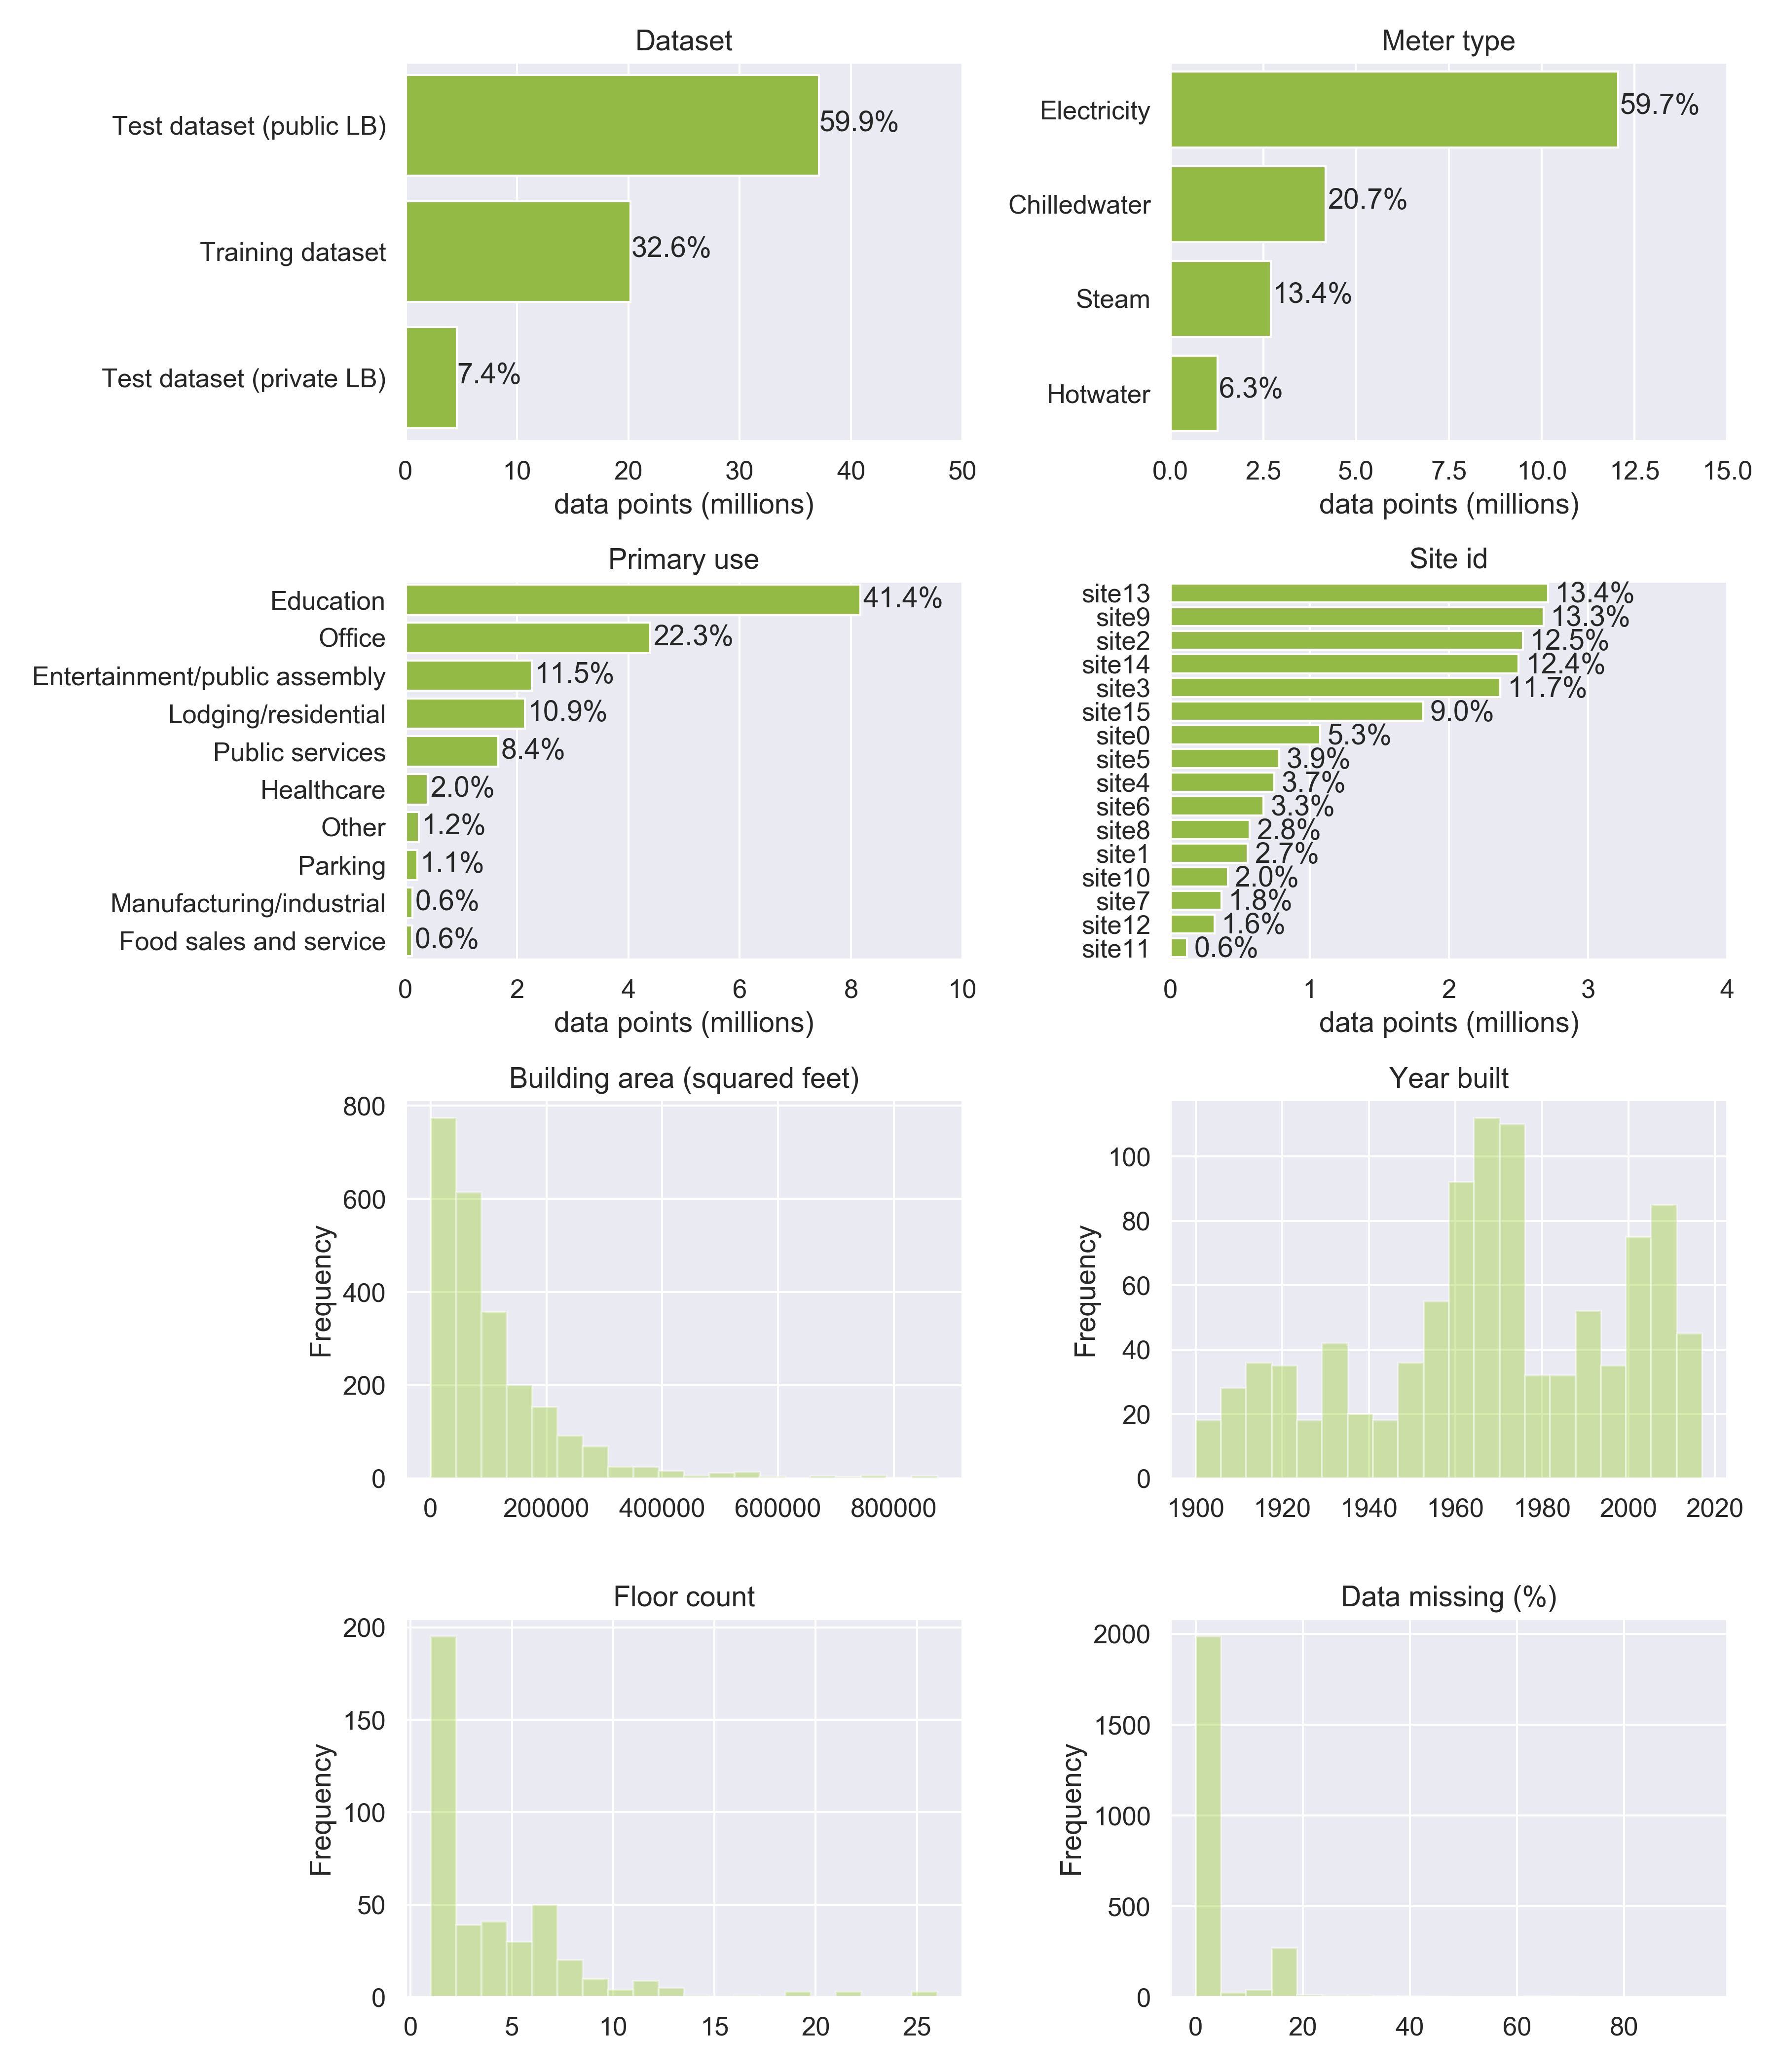 Dataset
Test dataset (public LB)
59.9%
Training dataset
32.6%
Test dataset (private LB)
7.4%
0 10 20 30 40 50
data points (millions)
Meter type
Electricity
59.7%
Chilledwater
20.7%
Steam
13.4%
Hotwater
6.3%
0.0 2.5 5.0 7.5 10.0 12.5 15.0
data points (millions)
Primary use
Education
41.4%
Office
22.3%
Entertainment/public assembly
11.5%
Lodging/residential
10.9%
Public services
8.4%
Healthcare
2.0%
Other
1.2%
Parking
1.1%
Manufacturing/industrial
0.6%
Food sales and service
0.6%
0 2 4 6 8 10
data points (millions)
Site id
site13
13.4%
site9
13.3%
site2
12.5%
site14
12.4%
site3
11.7%
site15
9.0%
site0
5.3%
site5
3.9%
site4
3.7%
site6
3.3%
site8
2.8%
site1
2.7%
site10
2.0%
site7
1.8%
site12
1.6%
site11
0.6%
0 1 2 3 4
data points (millions)
Building area (squared feet)
Frequency
800
600
400
200
0
0 200000 400000 600000 800000
Year built
Frequency
100
80
60
40
20
0
1900 1920 1940 1960 1980 2000 2020
Floor count
Frequency
200
150
100
50
0
0 5 10 15 20 25
Data missing (%)
Frequency
2000
1500
1000
500
0
0 20 40 60 80